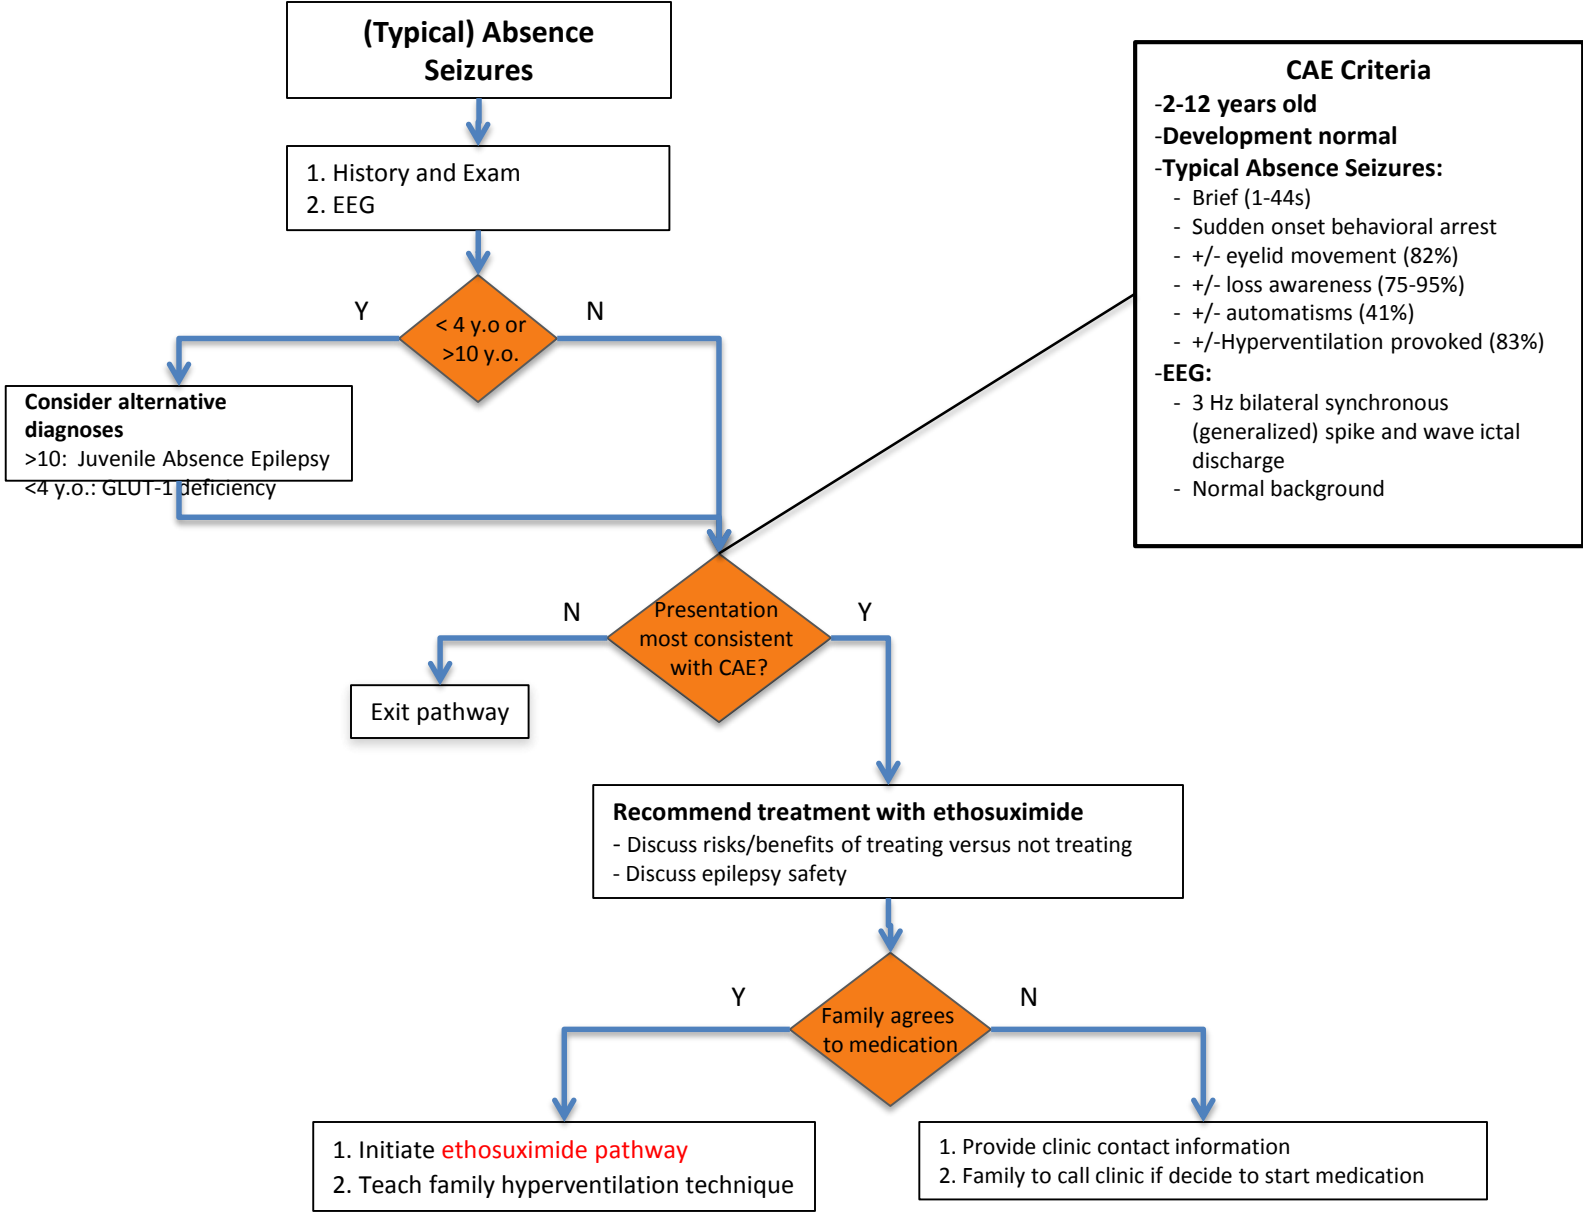 (Typical) Absence
Seizures
1. History and Exam
2. EEG
Y
< 4 y.o or
>10 y.o.
N
Consider alternative
diagnoses
>10: Juvenile Absence Epilepsy
<4 y.o.: GLUT-1 deficiency
CAE Criteria
-2-12 years old
-Development normal
-Typical Absence Seizures:
- Brief (1-44s)
- Sudden onset behavioral arrest
- +/- eyelid movement (82%)
- +/- loss awareness (75-95%)
- +/- automatisms (41%)
- +/-Hyperventilation provoked (83%)
-EEG:
- 3 Hz bilateral synchronous
(generalized) spike and wave ictal
discharge
- Normal background
N
Presentation
most consistent
with CAE?
Y
Exit pathway
Recommend treatment with ethosuximide
- Discuss risks/benefits of treating versus not treating
- Discuss epilepsy safety
Y
Family agrees
to medication
N
1. Initiate ethosuximide pathway
2. Teach family hyperventilation technique
1. Provide clinic contact information
2. Family to call clinic if decide to start medication